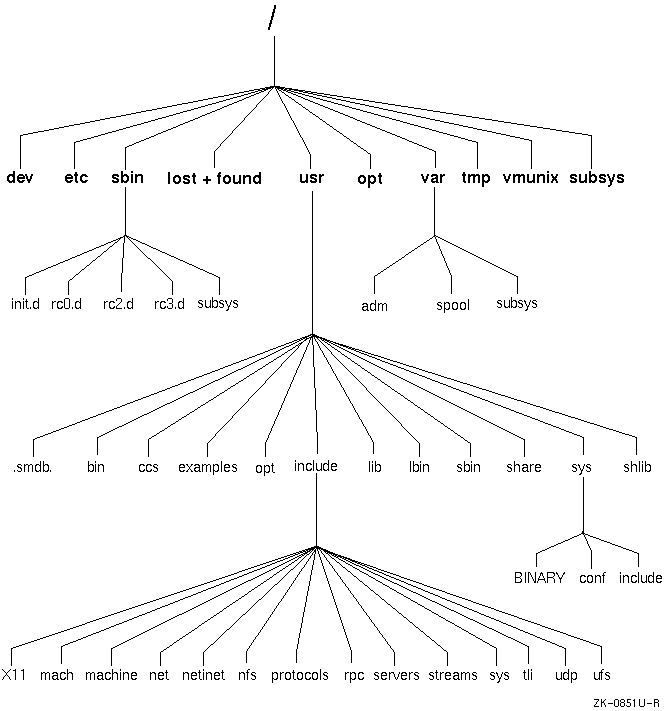 /
dev etc sbin lost + found usr opt var tmp vmunix subsys
init.d rc0.d rc2.d rc3.d subsys adm spool subsys
.smdb. bin ccs examples opt include lib lbin sbin share sys shlib
BINARY conf include
X11 mach machine net netinet nfs protocols rpc servers streams sys tli udp ufs
ZK-0851U-R